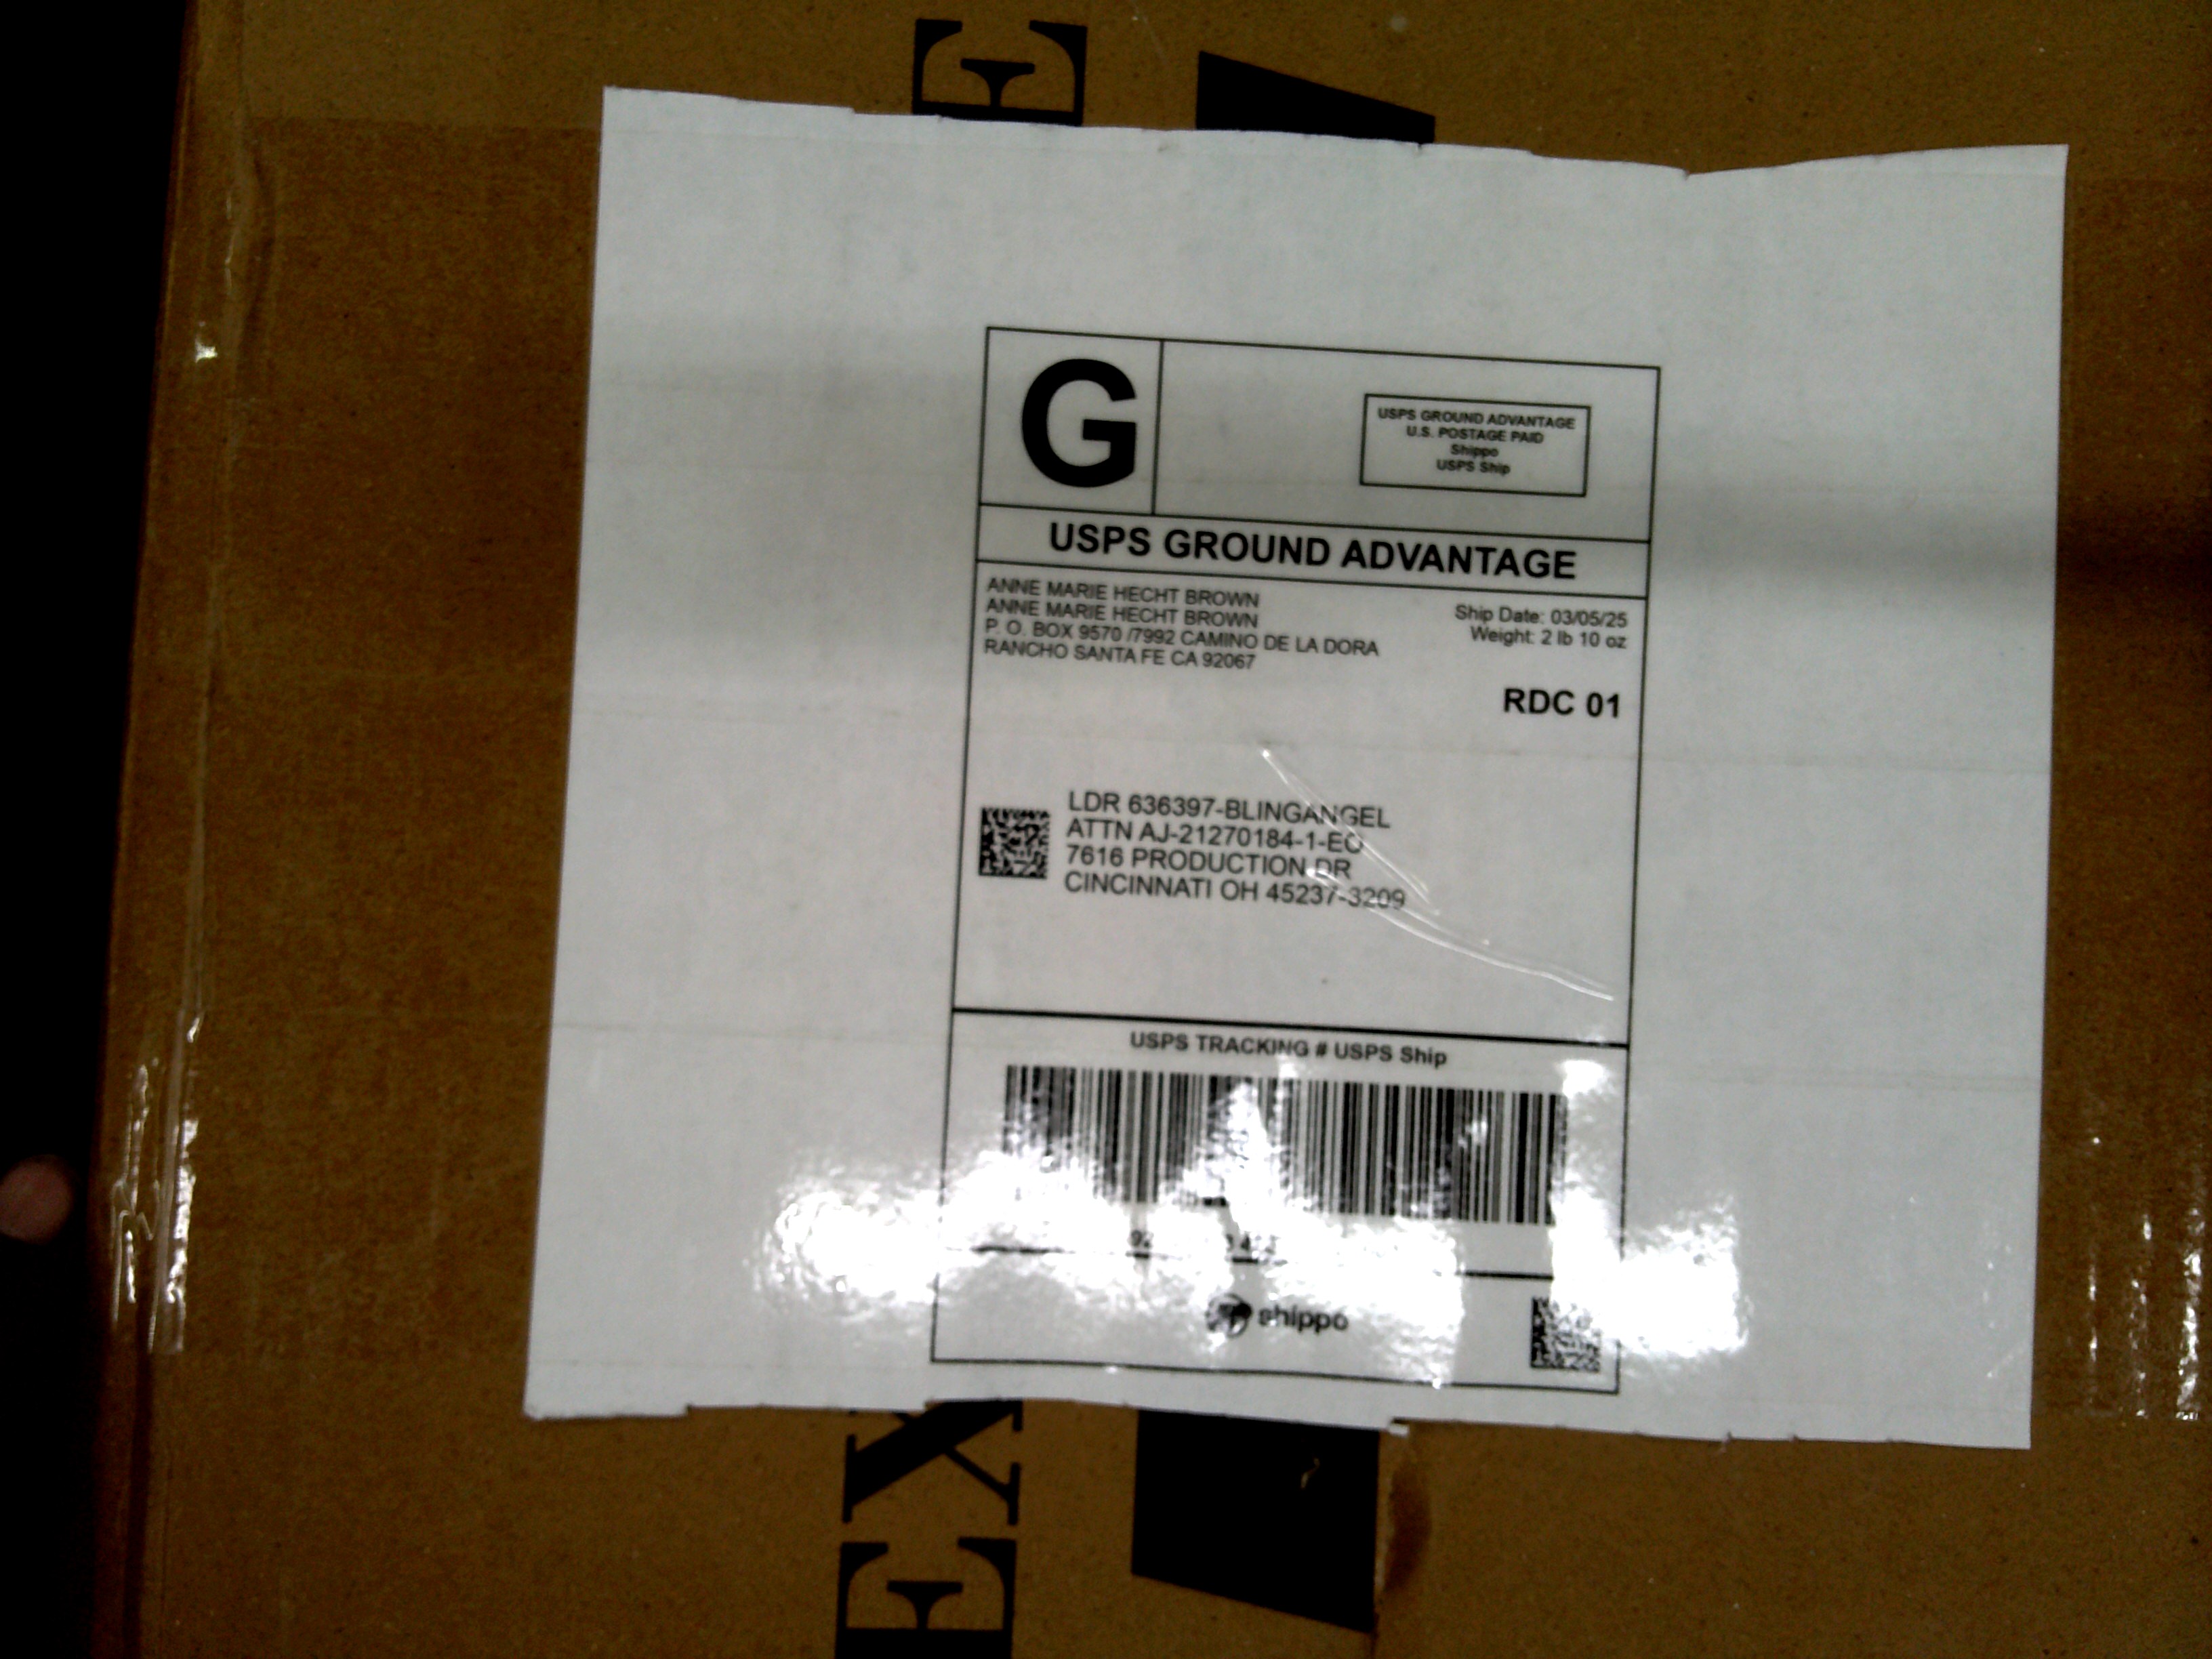 G
USPS GROUND ADVANTAGE
U.S. POSTAGE PAID
Shippo
USPS Ship
USPS GROUND ADVANTAGE
ANNE MARIE HECHT BROWN
ANNE MARIE HECHT BROWN
P. O. BOX 9570 /7992 CAMINO DE LA DORA
RANCHO SANTA FE CA 92067
Ship Date: 03/05/25
Weight: 2 lb 10 oz
RDC 01
LDR 636397-BLINGANGEL
ATTN AJ-21270184-1-EO
7616 PRODUCTION DR
CINCINNATI OH 45237-3209
USPS TRACKING # USPS Ship
shippo
EX
E